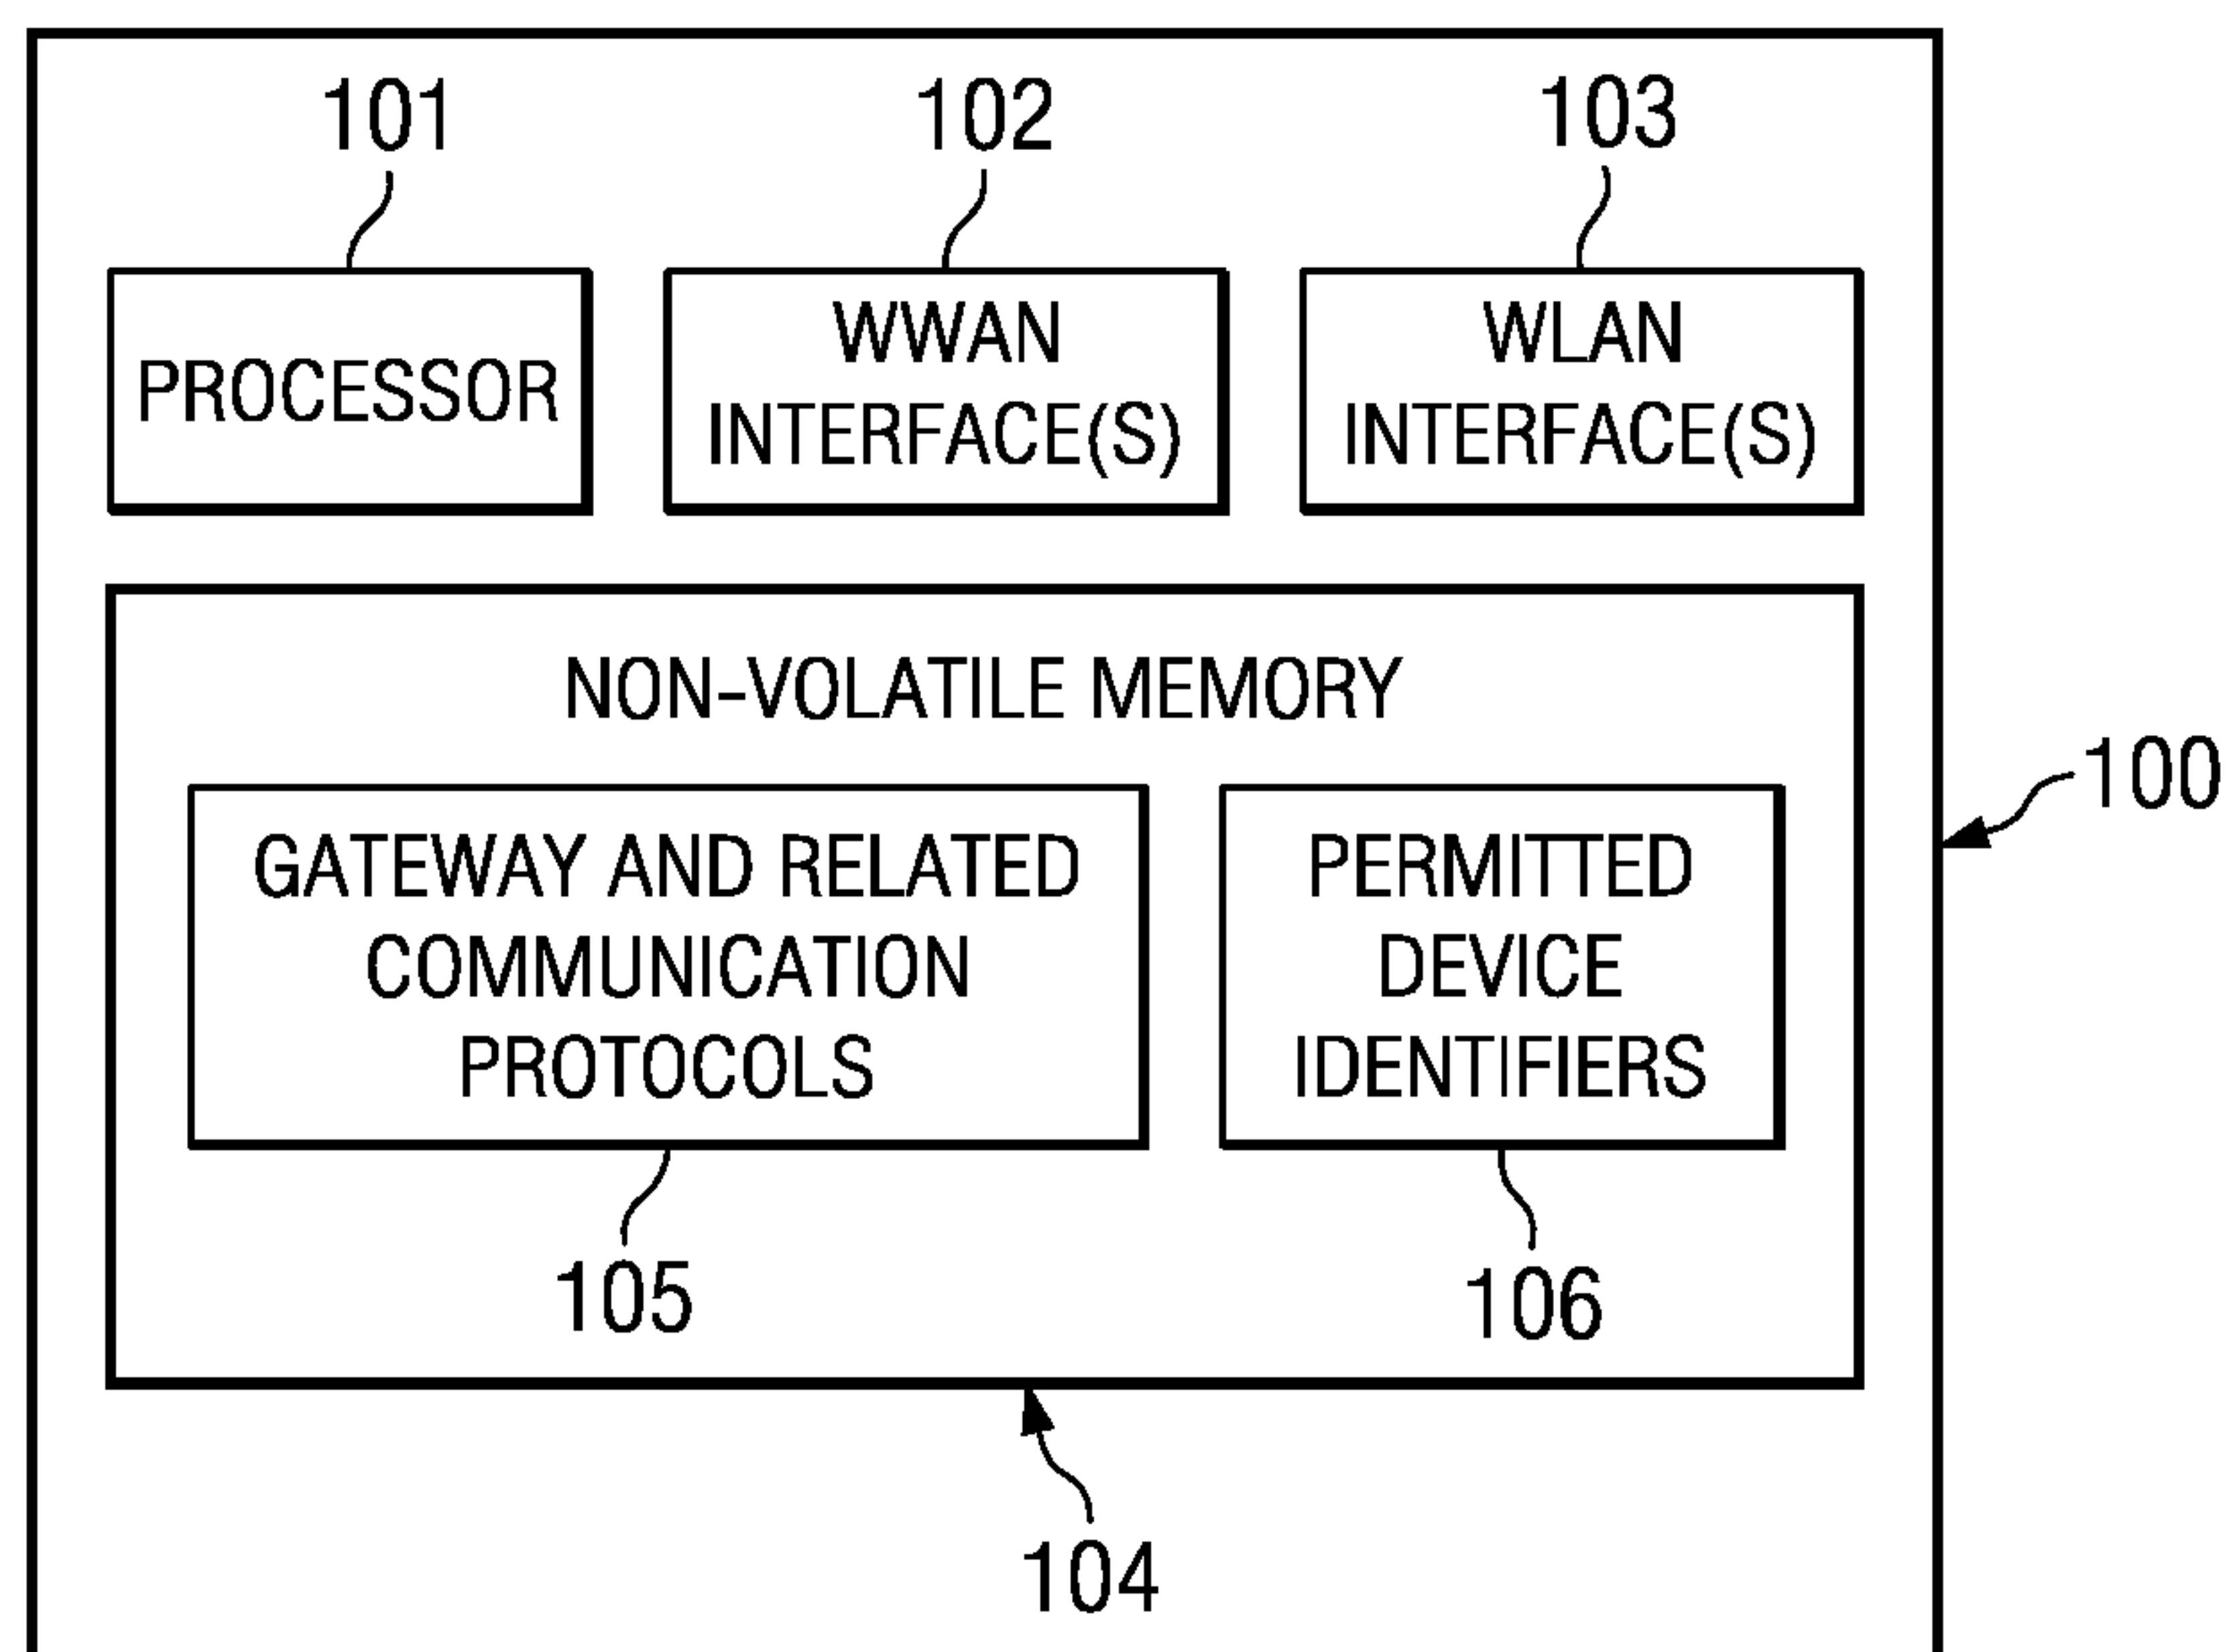 101
102
103
PROCESSOR
WWAN
INTERFACE(S)
WLAN
INTERFACE(S)
NON-VOLATILE MEMORY
100
GATEWAY AND RELATED
COMMUNICATION
PROTOCOLS
PERMITTED
DEVICE
IDENTIFIERS
105
106
104